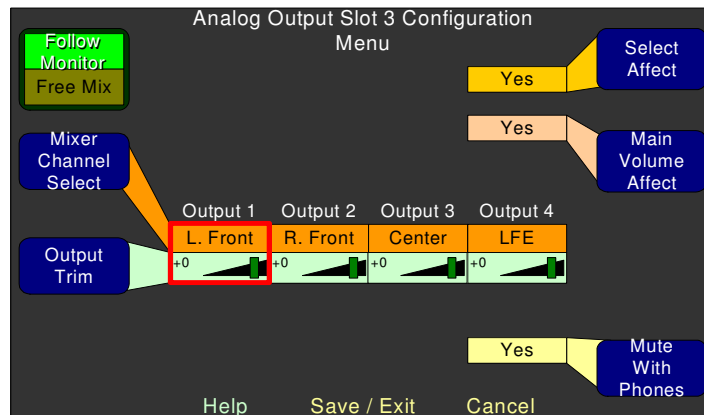 Analog Output Slot 3 Configuration
Menu
Follow
Monitor
Free Mix
Select
Affect
Yes
Yes
Main
Volume
Affect
Mixer
Channel
Select
Output 1 Output 2 Output 3 Output 4
L. Front R. Front Center LFE
Output
Trim
+0 +0 +0 +0
Yes
Mute
With
Phones
Help Save / Exit Cancel